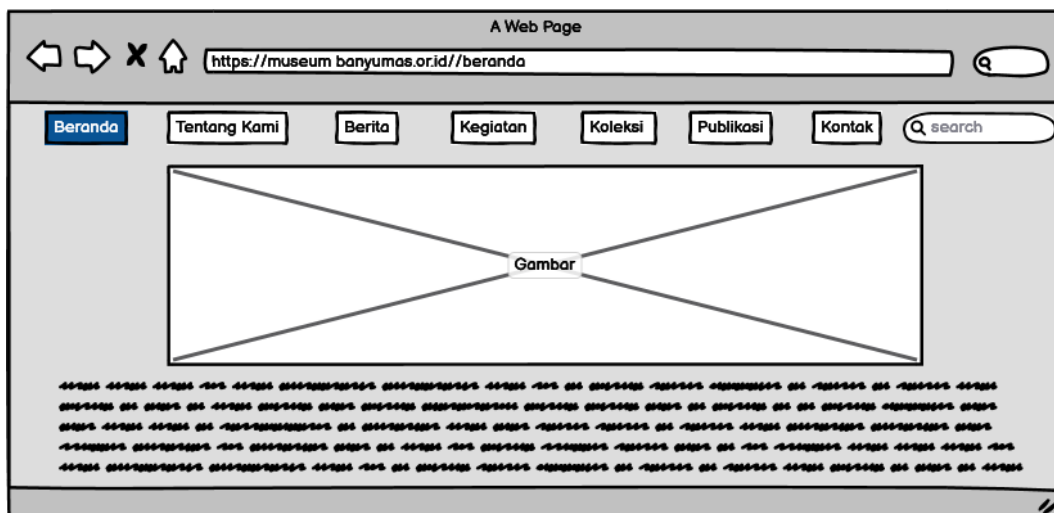 A Web Page
https://museum banyumas.or.id//beranda
Beranda Tentang Kami Berita Kegiatan Koleksi Publikasi Kontak search
Gambar